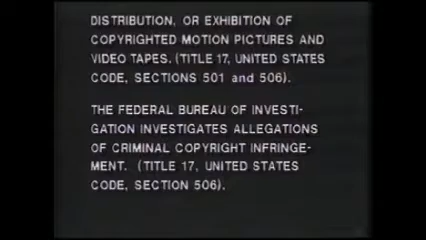 DISTRIBUTION, OR EXHIBITION OF
COPYRIGHTED MOTION PICTURES AND
VIDEO TAPES. (TITLE 17, UNITED STATES
CODE, SECTIONS 501 and 506).
THE FEDERAL BUREAU OF INVESTI-
GATION INVESTIGATES ALLEGATIONS
OF CRIMINAL COPYRIGHT INFRINGE-
MENT. (TITLE 17, UNITED STATES
CODE, SECTION 506).